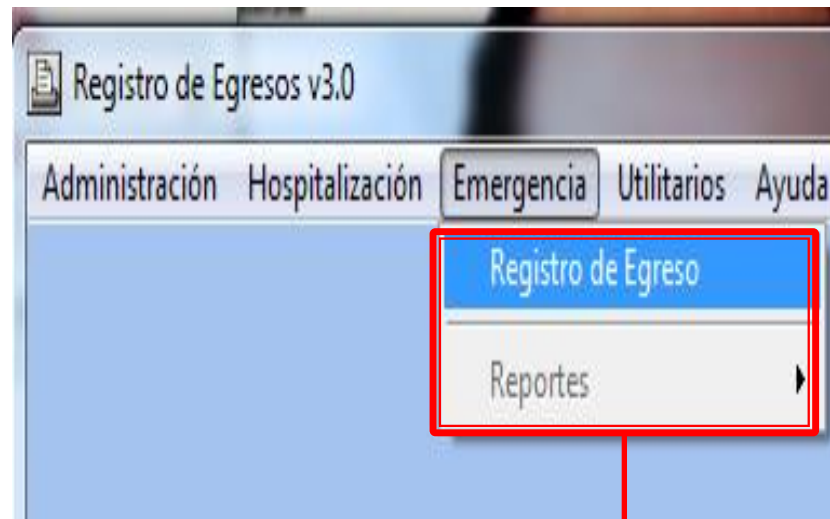 Registro de Egresos v3.0
Administración Hospitalización Emergencia Utilitarios Ayuda
Registro de Egreso
Reportes